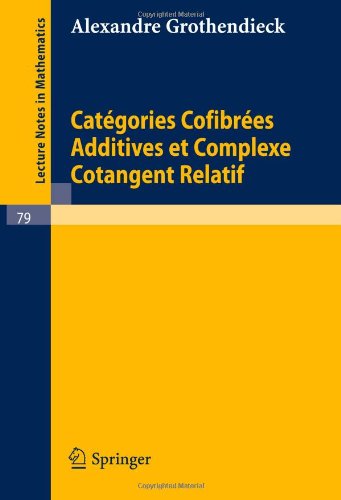 Alexandre Grothendieck
Lecture Notes in Mathematics
Catégories Cofibrées
Additives et Complexe
Cotangent Relatif
79
Springer